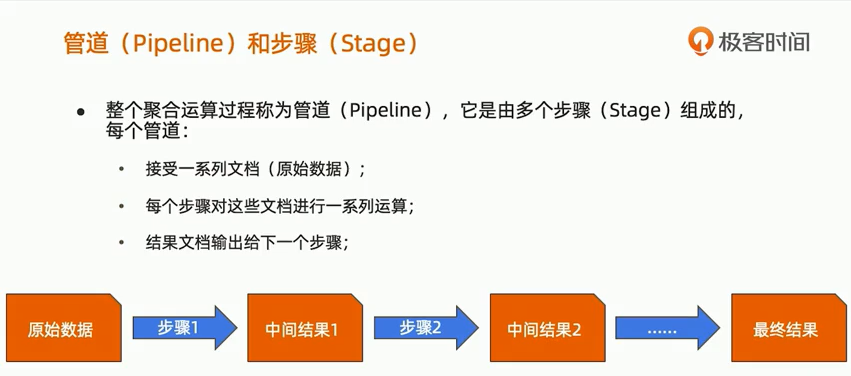 管道（Pipeline）和步骤（Stage）
极客时间
● 整个聚合运算过程称为管道（Pipeline），它是由多个步骤（Stage）组成的，
每个管道：
• 接受一系列文档（原始数据）；
• 每个步骤对这些文档进行一系列运算；
• 结果文档输出给下一个步骤；
原始数据
步骤1
中间结果1
步骤2
中间结果2
......
最终结果